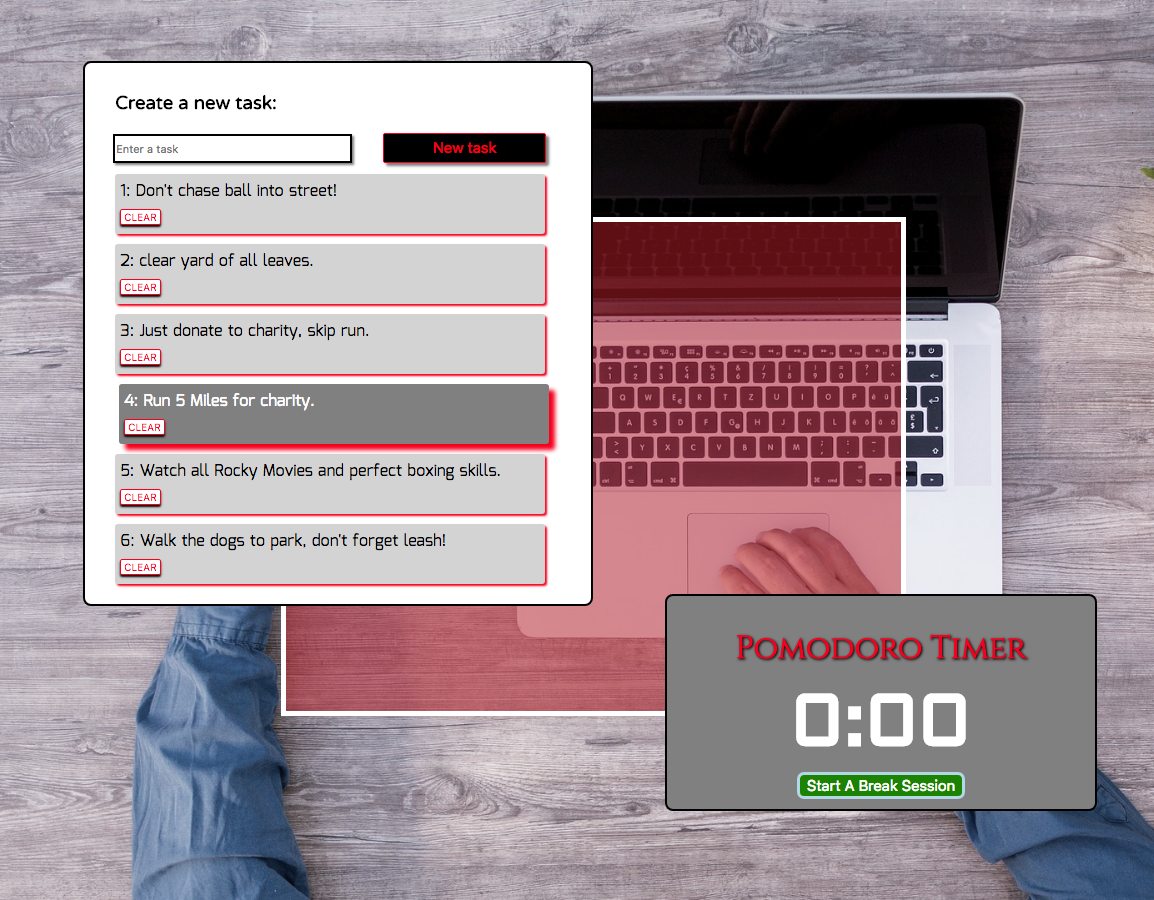 Create a new task:
Enter a task
New task
1: Don't chase ball into street!
CLEAR
2: clear yard of all leaves.
CLEAR
3: Just donate to charity, skip run.
CLEAR
4: Run 5 Miles for charity.
CLEAR
5: Watch all Rocky Movies and perfect boxing skills.
CLEAR
6: Walk the dogs to park, don't forget leash!
CLEAR
Pomodoro Timer
0:00
Start A Break Session